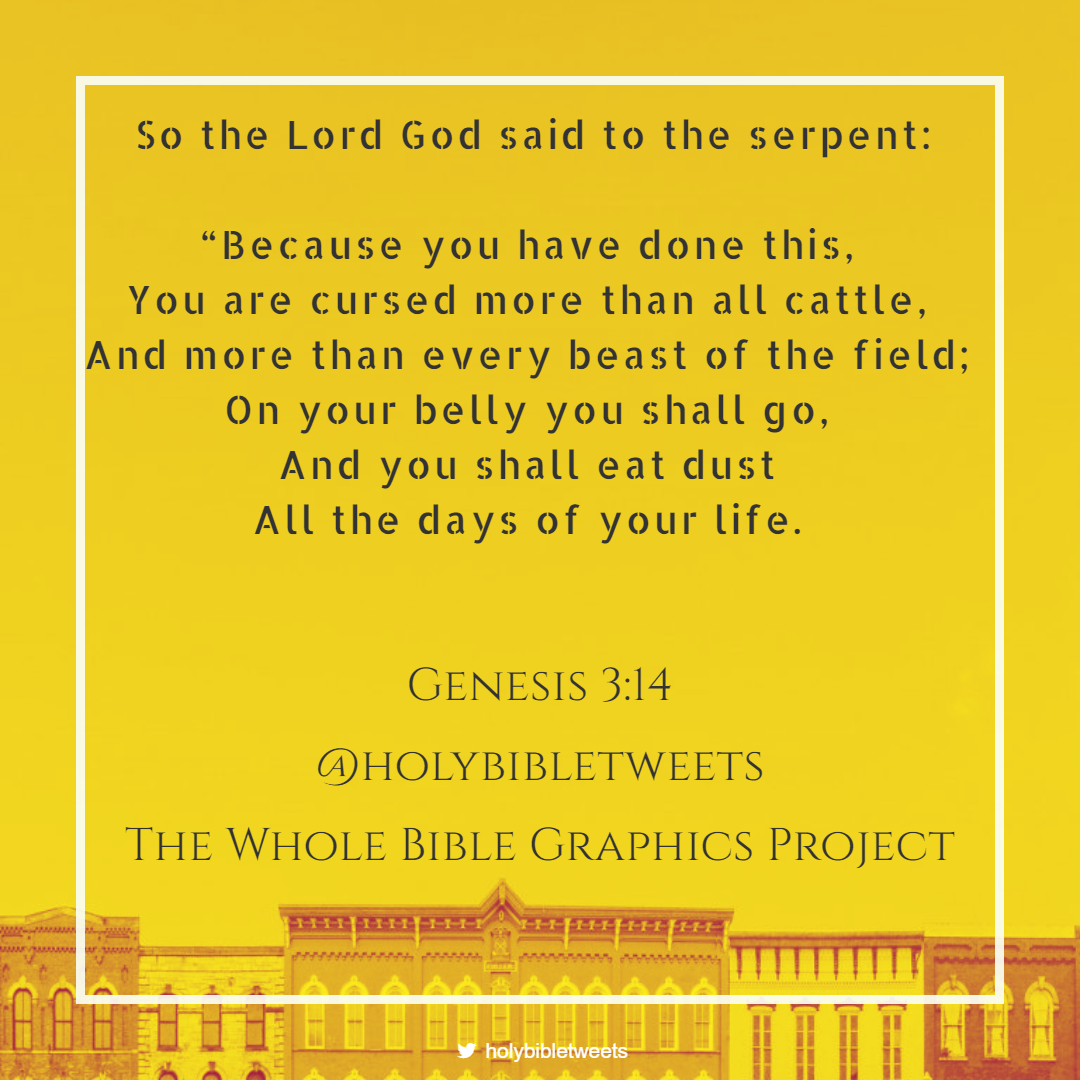 So the Lord God said to the serpent:
“Because you have done this,
You are cursed more than all cattle,
And more than every beast of the field;
On your belly you shall go,
And you shall eat dust
All the days of your life.
Genesis 3:14
@holybibletweets
The Whole Bible Graphics Project
holybibletweets